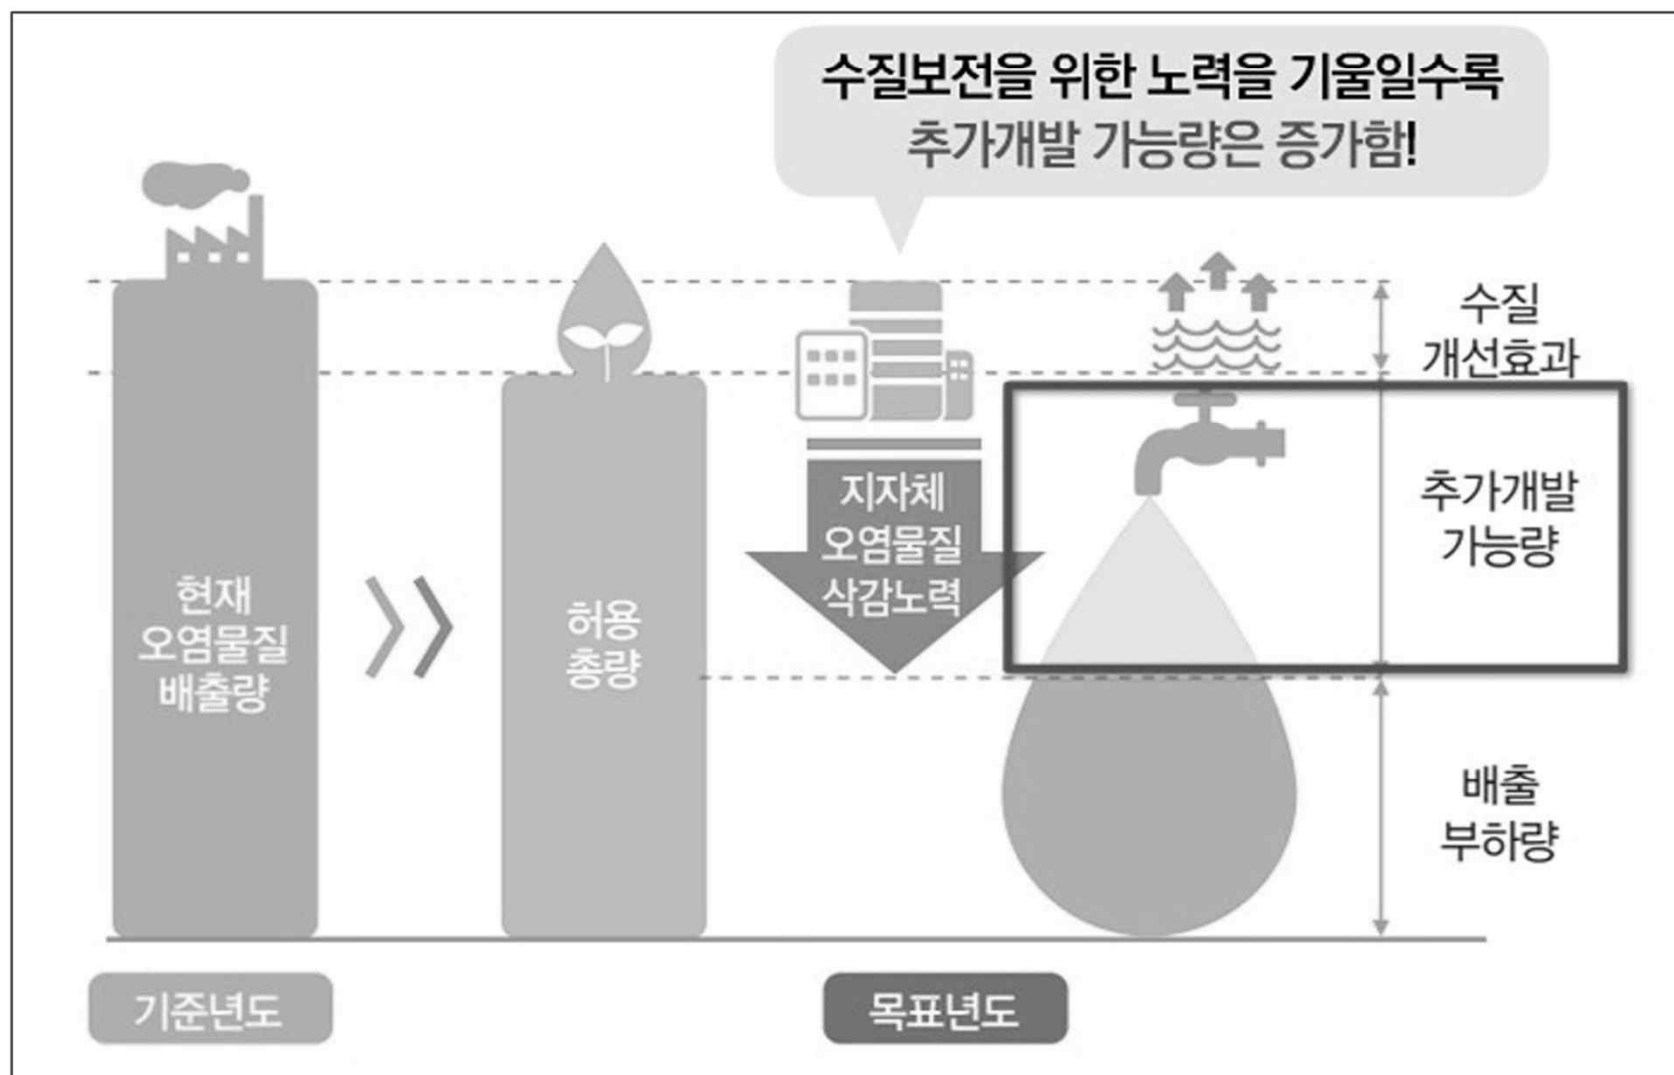 수질보전을 위한 노력을 기울일수록
추가개발 가능량은 증가함!
현재
오염물질
배출량
허용
총량
지자체
오염물질
삭감노력
수질
개선효과
추가개발
가능량
배출
부하량
기준년도
목표년도